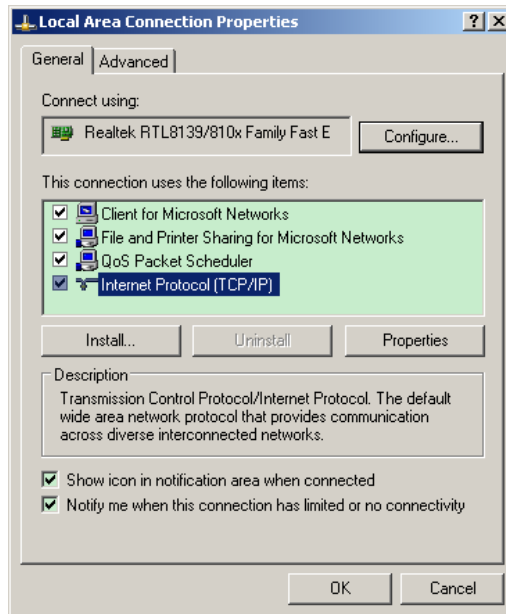 Local Area Connection Properties
General Advanced
Connect using:
Realtek RTL8139/810x Family Fast E Configure...
This connection uses the following items:
Client for Microsoft Networks
File and Printer Sharing for Microsoft Networks
QoS Packet Scheduler
Internet Protocol (TCP/IP)
Install... Uninstall Properties
Description
Transmission Control Protocol/Internet Protocol. The default
wide area network protocol that provides communication
across diverse interconnected networks.
Show icon in notification area when connected
Notify me when this connection has limited or no connectivity
OK Cancel